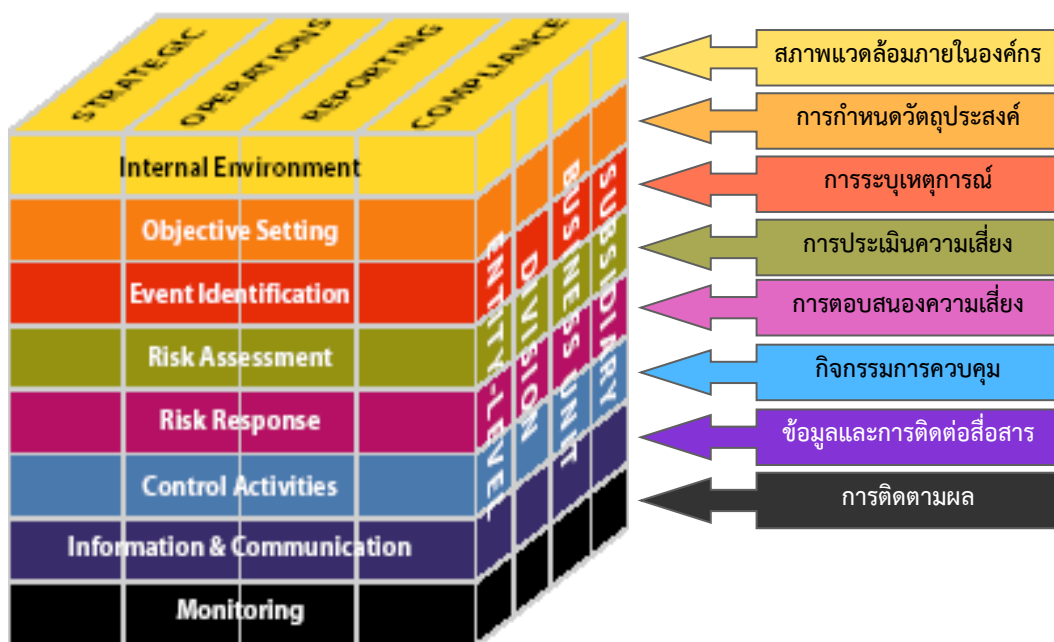 STRATEGIC
OPERATIONS
REPORTING
COMPLIANCE
Internal Environment
Objective Setting
Event Identification
Risk Assessment
Risk Response
Control Activities
Information & Communication
Monitoring
ENTITY-LEVEL
DIVISION
BUSINESS UNIT
SUBSIDIARY
สภาพแวดล้อมภายในองค์กร
การกำหนดวัตถุประสงค์
การระบุเหตุการณ์
การประเมินความเสี่ยง
การตอบสนองความเสี่ยง
กิจกรรมการควบคุม
ข้อมูลและการติดต่อสื่อสาร
การติดตามผล